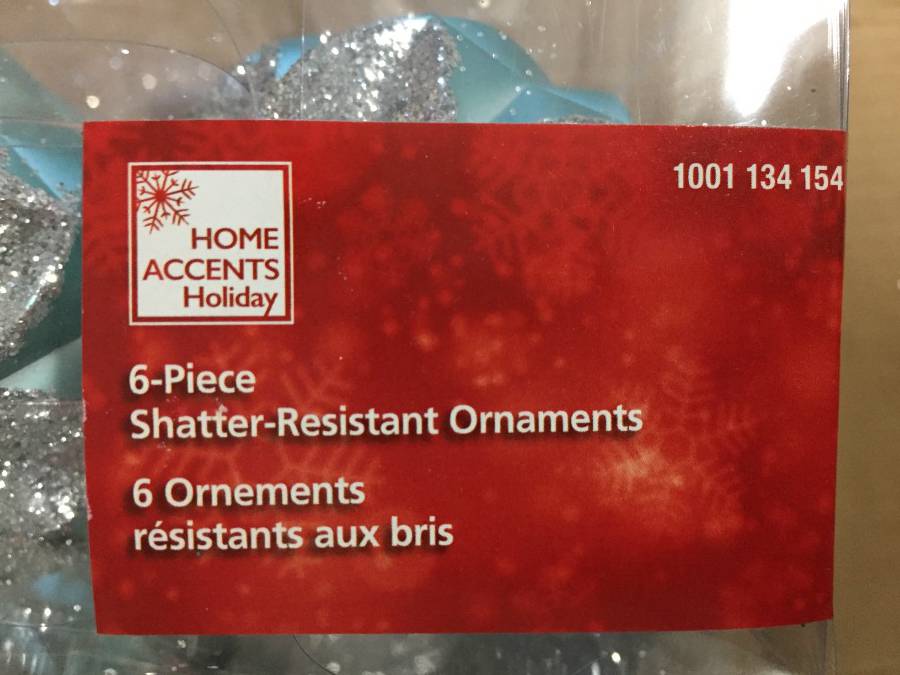 1001 134 154
HOME
ACCENTS
Holiday
6-Piece
Shatter-Resistant Ornaments
6 Ornements
résistants aux bris